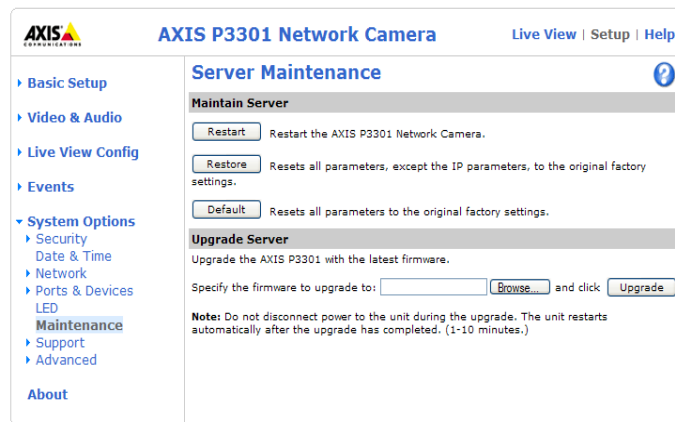 AXIS
COMMUNICATIONS
AXIS P3301 Network Camera
Live View | Setup | Help
Basic Setup
Video & Audio
Live View Config
Events
System Options
Security
Date & Time
Network
Ports & Devices
LED
Maintenance
Support
Advanced
About
Server Maintenance
?
Maintain Server
Restart Restart the AXIS P3301 Network Camera.
Restore Resets all parameters, except the IP parameters, to the original factory
settings.
Default Resets all parameters to the original factory settings.
Upgrade Server
Upgrade the AXIS P3301 with the latest firmware.
Specify the firmware to upgrade to: Browse... and click Upgrade
Note: Do not disconnect power to the unit during the upgrade. The unit restarts
automatically after the upgrade has completed. (1-10 minutes.)